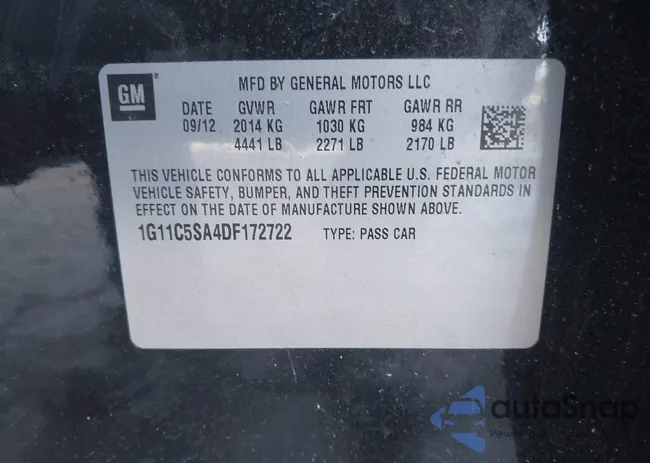 GM®
MFD BY GENERAL MOTORS LLC
DATE GVWR GAWR FRT GAWR RR
09/12 2014 KG 1030 KG 984 KG
4441 LB 2271 LB 2170 LB
THIS VEHICLE CONFORMS TO ALL APPLICABLE U.S. FEDERAL MOTOR
VEHICLE SAFETY, BUMPER, AND THEFT PREVENTION STANDARDS IN
EFFECT ON THE DATE OF MANUFACTURE SHOWN ABOVE.
1G11C5SA4DF172722 TYPE: PASS CAR
autoSnap